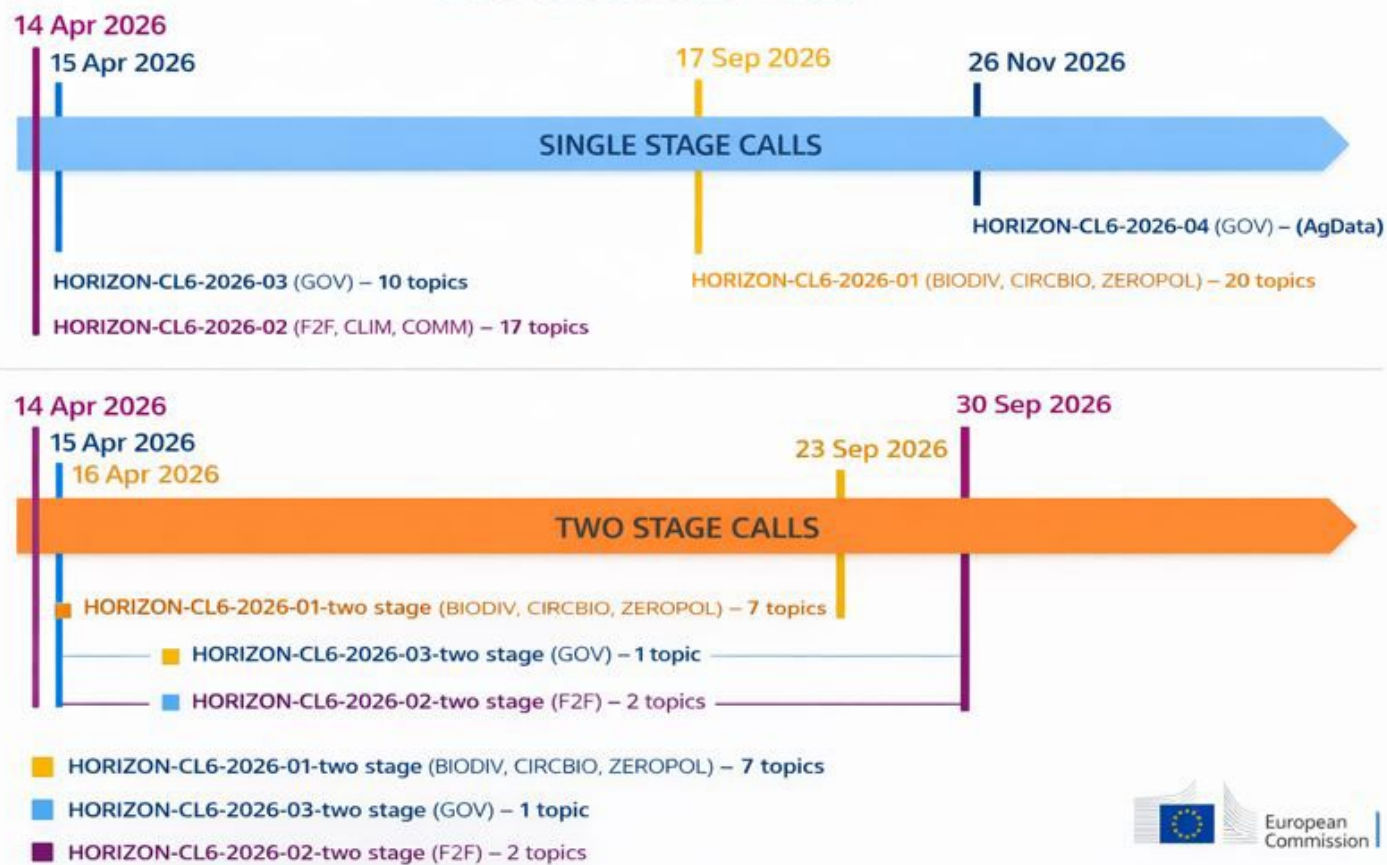 14 Apr 2026
15 Apr 2026
17 Sep 2026
26 Nov 2026
SINGLE STAGE CALLS
HORIZON-CL6-2026-04 (GOV) – (AgData)
HORIZON-CL6-2026-03 (GOV) – 10 topics
HORIZON-CL6-2026-01 (BIODIV, CIRCBIO, ZEROPOL) – 20 topics
HORIZON-CL6-2026-02 (F2F, CLIM, COMM) – 17 topics
14 Apr 2026
15 Apr 2026
16 Apr 2026
23 Sep 2026
30 Sep 2026
TWO STAGE CALLS
HORIZON-CL6-2026-01-two stage (BIODIV, CIRCBIO, ZEROPOL) – 7 topics
HORIZON-CL6-2026-03-two stage (GOV) – 1 topic
HORIZON-CL6-2026-02-two stage (F2F) – 2 topics
HORIZON-CL6-2026-01-two stage (BIODIV, CIRCBIO, ZEROPOL) – 7 topics
HORIZON-CL6-2026-03-two stage (GOV) – 1 topic
HORIZON-CL6-2026-02-two stage (F2F) – 2 topics
European
Commission